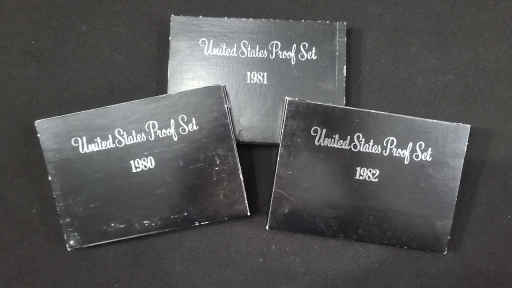 United States Proof Set
1981
United States Proof Set
1980
United States Proof Set
1982